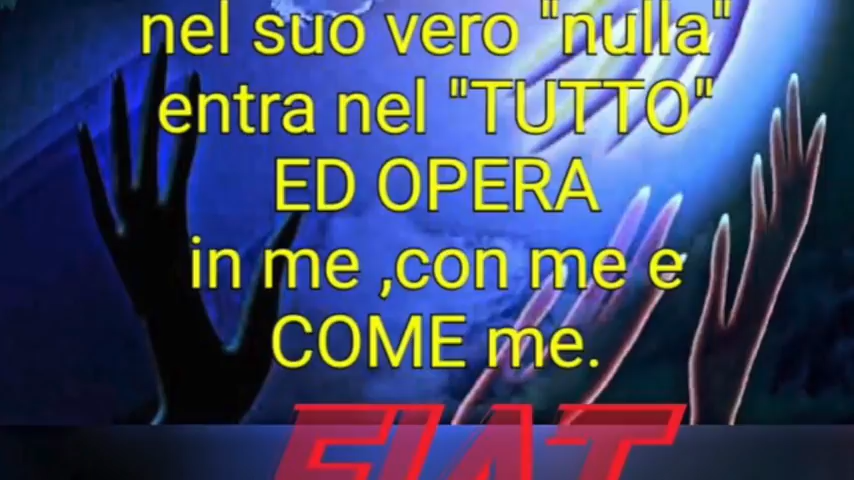 nel suo vero "nulla"
entra nel "TUTTO"
ED OPERA
in me ,con me e
COME me.
FIAT